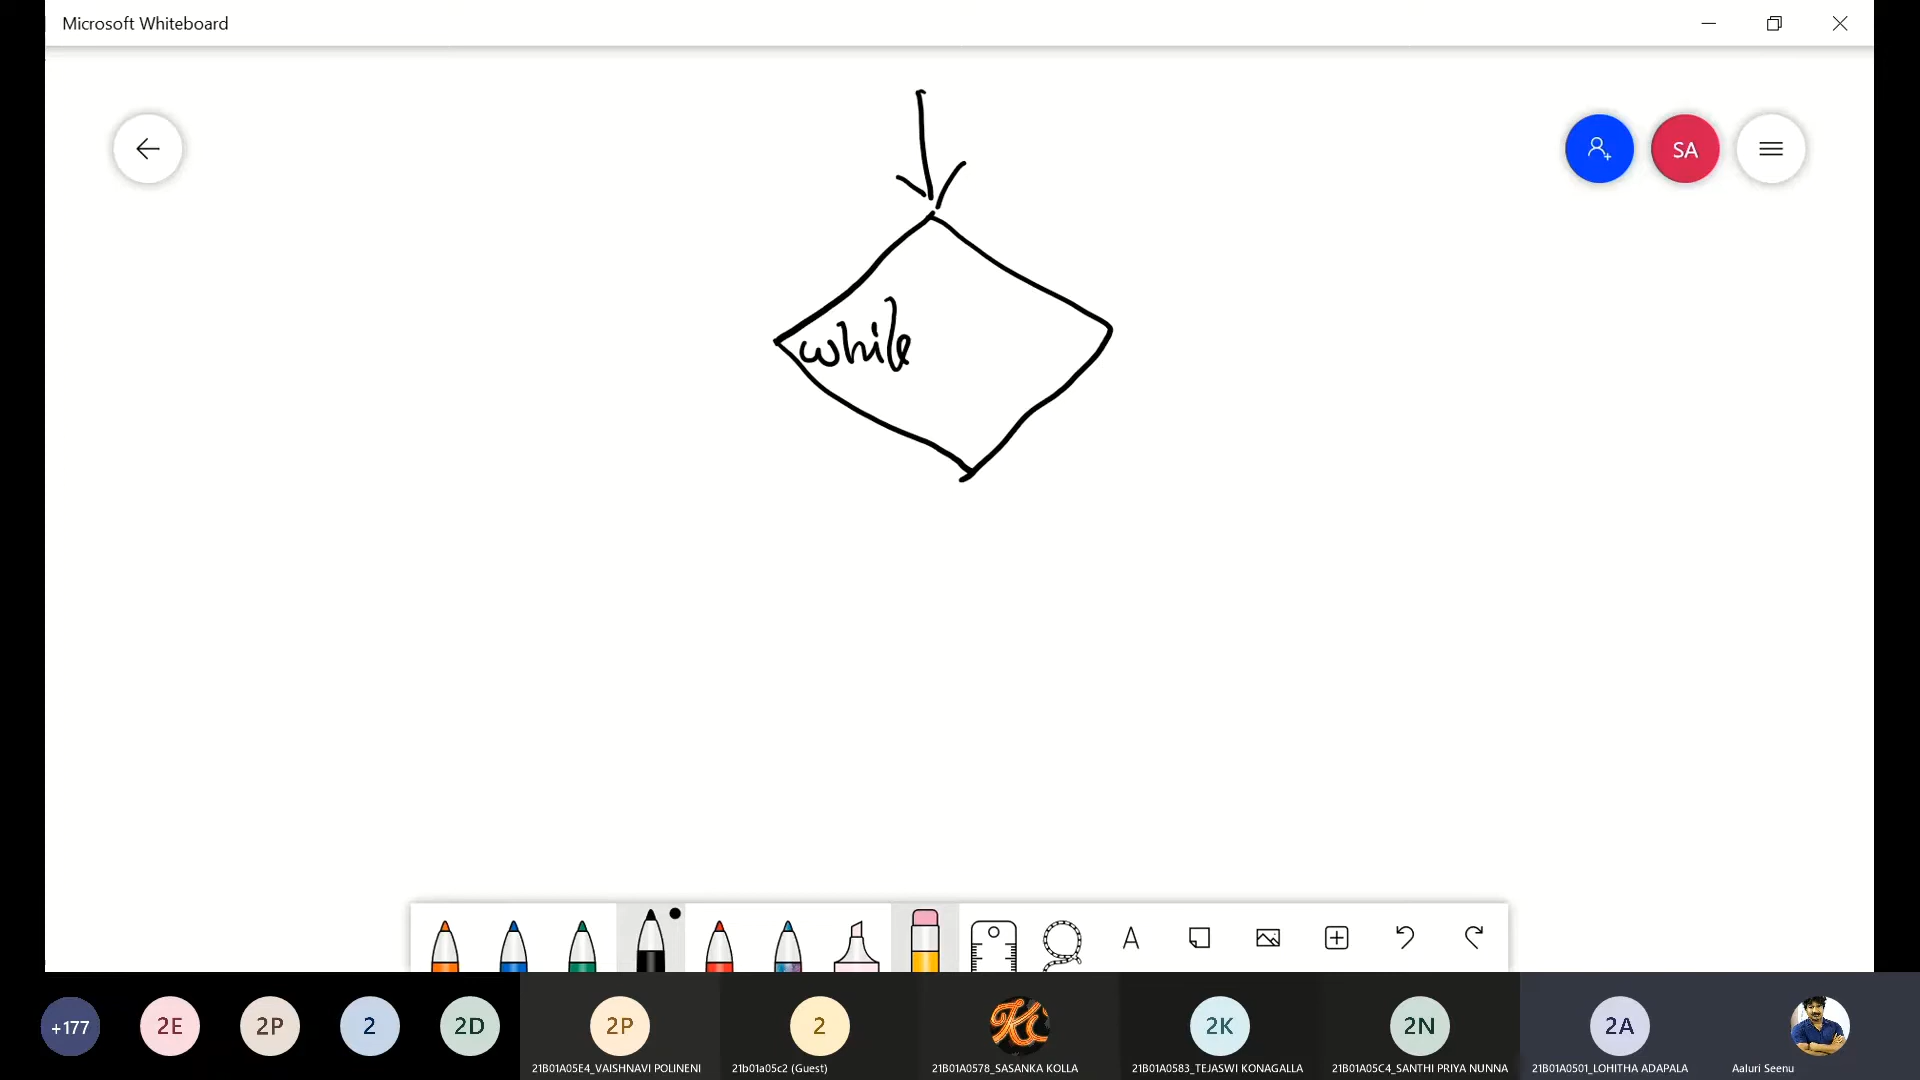 Microsoft Whiteboard
SA
while
A
+177
2E
2P
2
2D
2P
2
KC
2K
2N
2A
21B01A05E4_VAISHNAVI POLINENI
21b01a05c2 (Guest)
21B01A0578_SASANKA KOLLA
21B01A0583_TEJASWI KONAGALLA
21B01A05C4_SANTHI PRIYA NUNNA
21B01A0501_LOHITHA ADAPALA
Aaluri Seenu